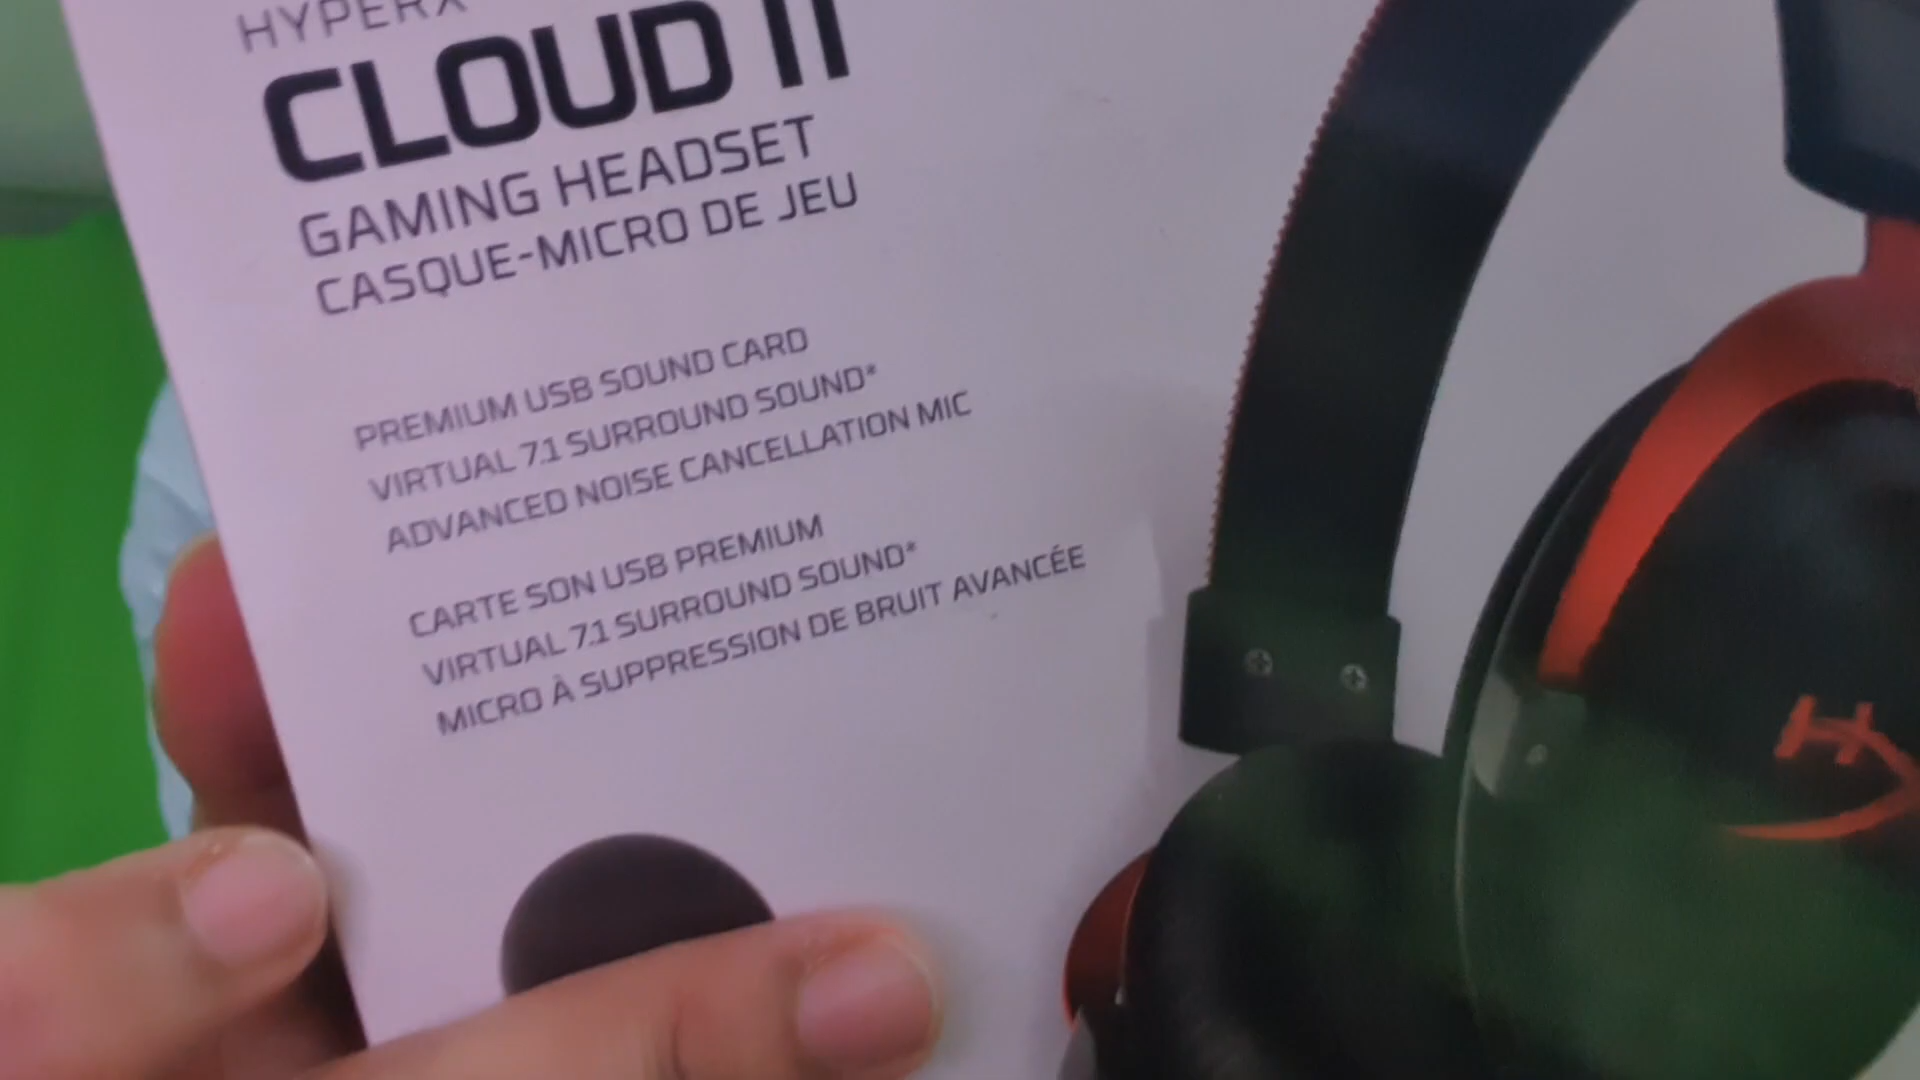 HYPERX
CLOUD II
GAMING HEADSET
CASQUE-MICRO DE JEU
PREMIUM USB SOUND CARD
VIRTUAL 7.1 SURROUND SOUND*
ADVANCED NOISE CANCELLATION MIC
CARTE SON USB PREMIUM
VIRTUAL 7.1 SURROUND SOUND*
MICRO À SUPPRESSION DE BRUIT AVANCÉE